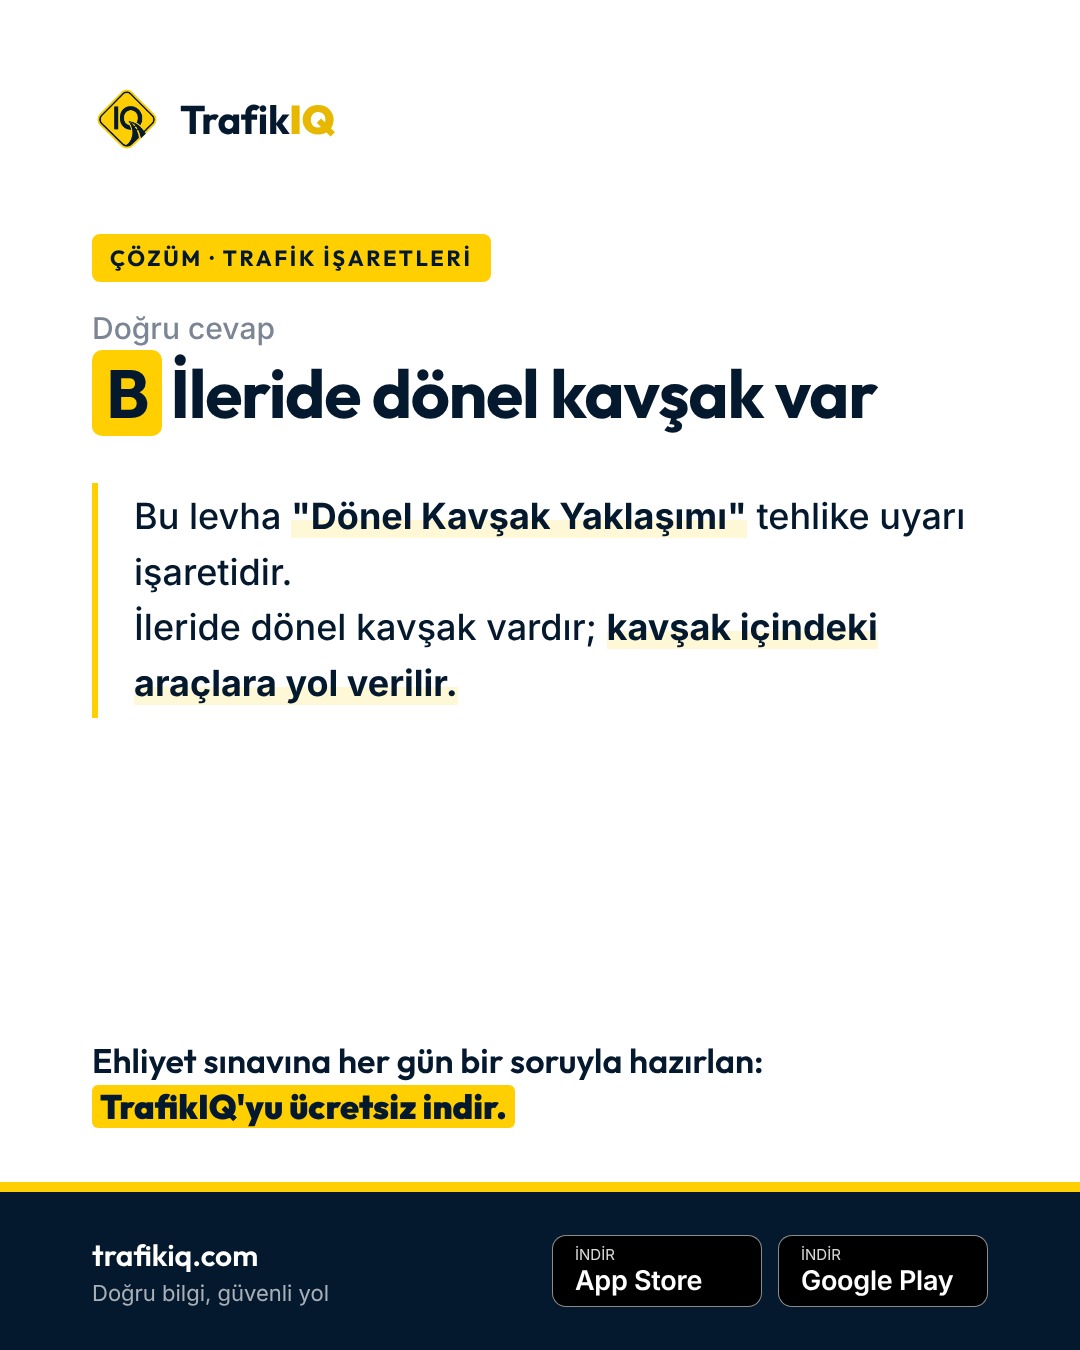 IQ
TrafikIQ
ÇÖZÜM · TRAFİK İŞARETLERİ
Doğru cevap
B İleride dönel kavşak var
Bu levha "Dönel Kavşak Yaklaşımı" tehlike uyarı
işaretidir.
İleride dönel kavşak vardır; kavşak içindeki
araçlara yol verilir.
Ehliyet sınavına her gün bir soruyla hazırlan:
TrafikIQ'yu ücretsiz indir.
trafikiq.com
Doğru bilgi, güvenli yol
İNDİR
App Store
İNDİR
Google Play